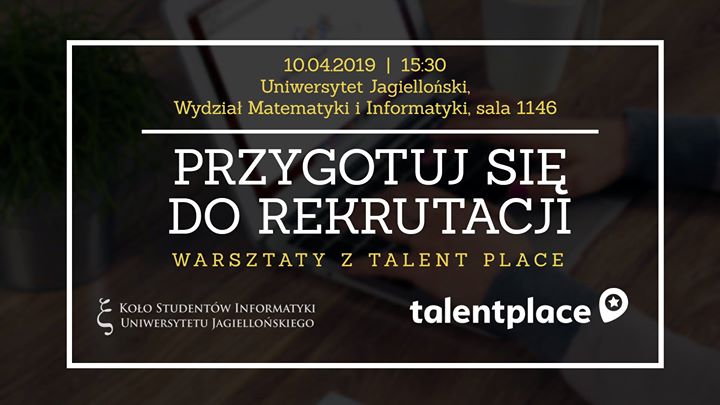 10.04.2019 | 15:30
Uniwersytet Jagielloński,
Wydział Matematyki i Informatyki, sala 1146
PRZYGOTUJ SIĘ
DO REKRUTACJI
WARSZTATY Z TALENT PLACE
Koło Studentów Informatyki
Uniwersytetu Jagiellońskiego
talentplace